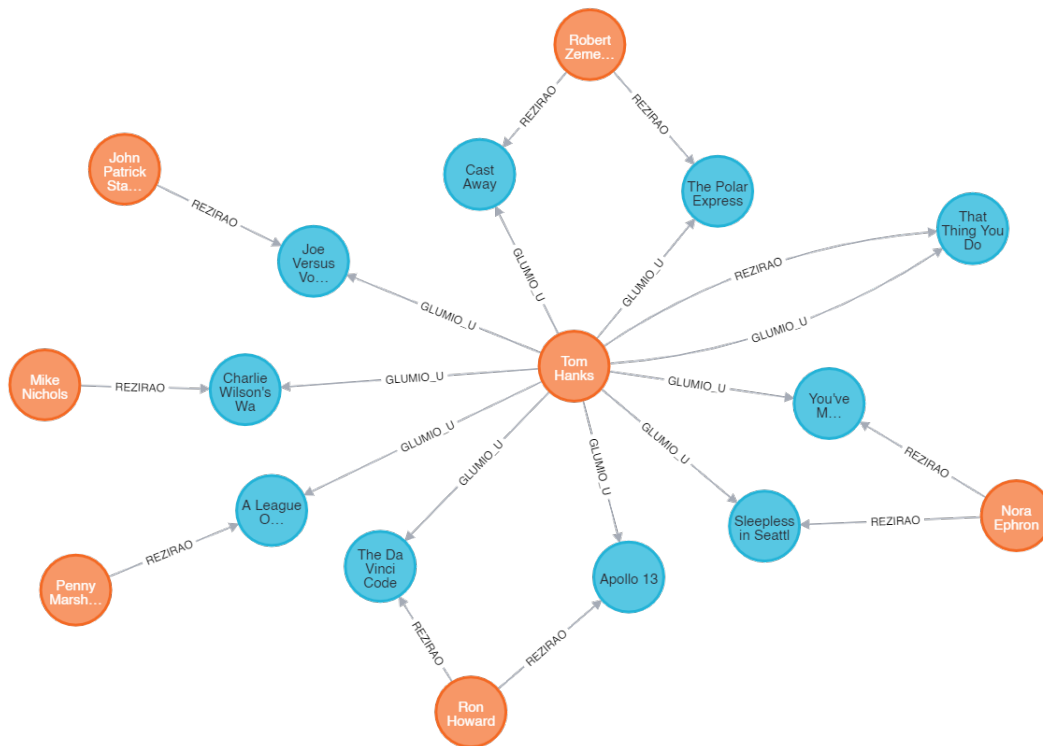 Robert
Zeme…
REZIRAO
REZIRAO
John
Patrick
Sta…
Cast
Away
The Polar
Express
REZIRAO
That
Thing You
Do
Joe
Versus
Vo…
GLUMIO_U
GLUMIO_U
REZIRAO
GLUMIO_U
GLUMIO_U
Tom
Hanks
Mike
Nichols
REZIRAO
Charlie
Wilson's
Wa
GLUMIO_U
GLUMIO_U
You've
M…
GLUMIO_U
GLUMIO_U
GLUMIO_U
GLUMIO_U
REZIRAO
A League
O…
REZIRAO
Sleepless
in Seattl
REZIRAO
Nora
Ephron
The Da
Vinci
Code
Apollo 13
Penny
Marsh…
REZIRAO
REZIRAO
Ron
Howard